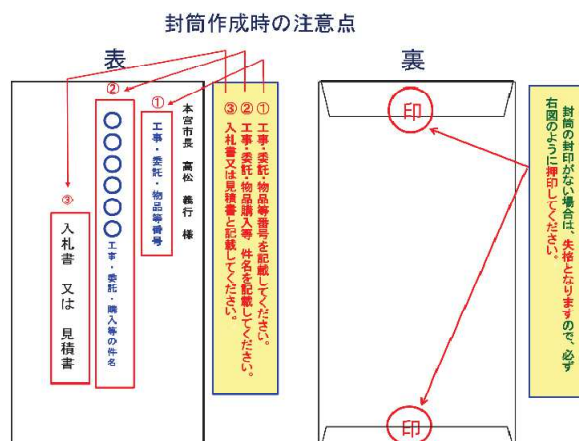 封筒作成時の注意点
表
本宮市長 高松 義行 様
①
工事・委託・物品等番号
②
〇〇〇〇〇〇工事・委託・購入等の件名
③
入札書 又は 見積書
①工事・委託・物品等番号を記載してください。
②工事・委託・物品購入等 件名を記載してください。
③入札書又は見積書と記載してください。
裏
印
印
封筒の封印がない場合は、失格となりますので、必ず
右図のように押印してください。